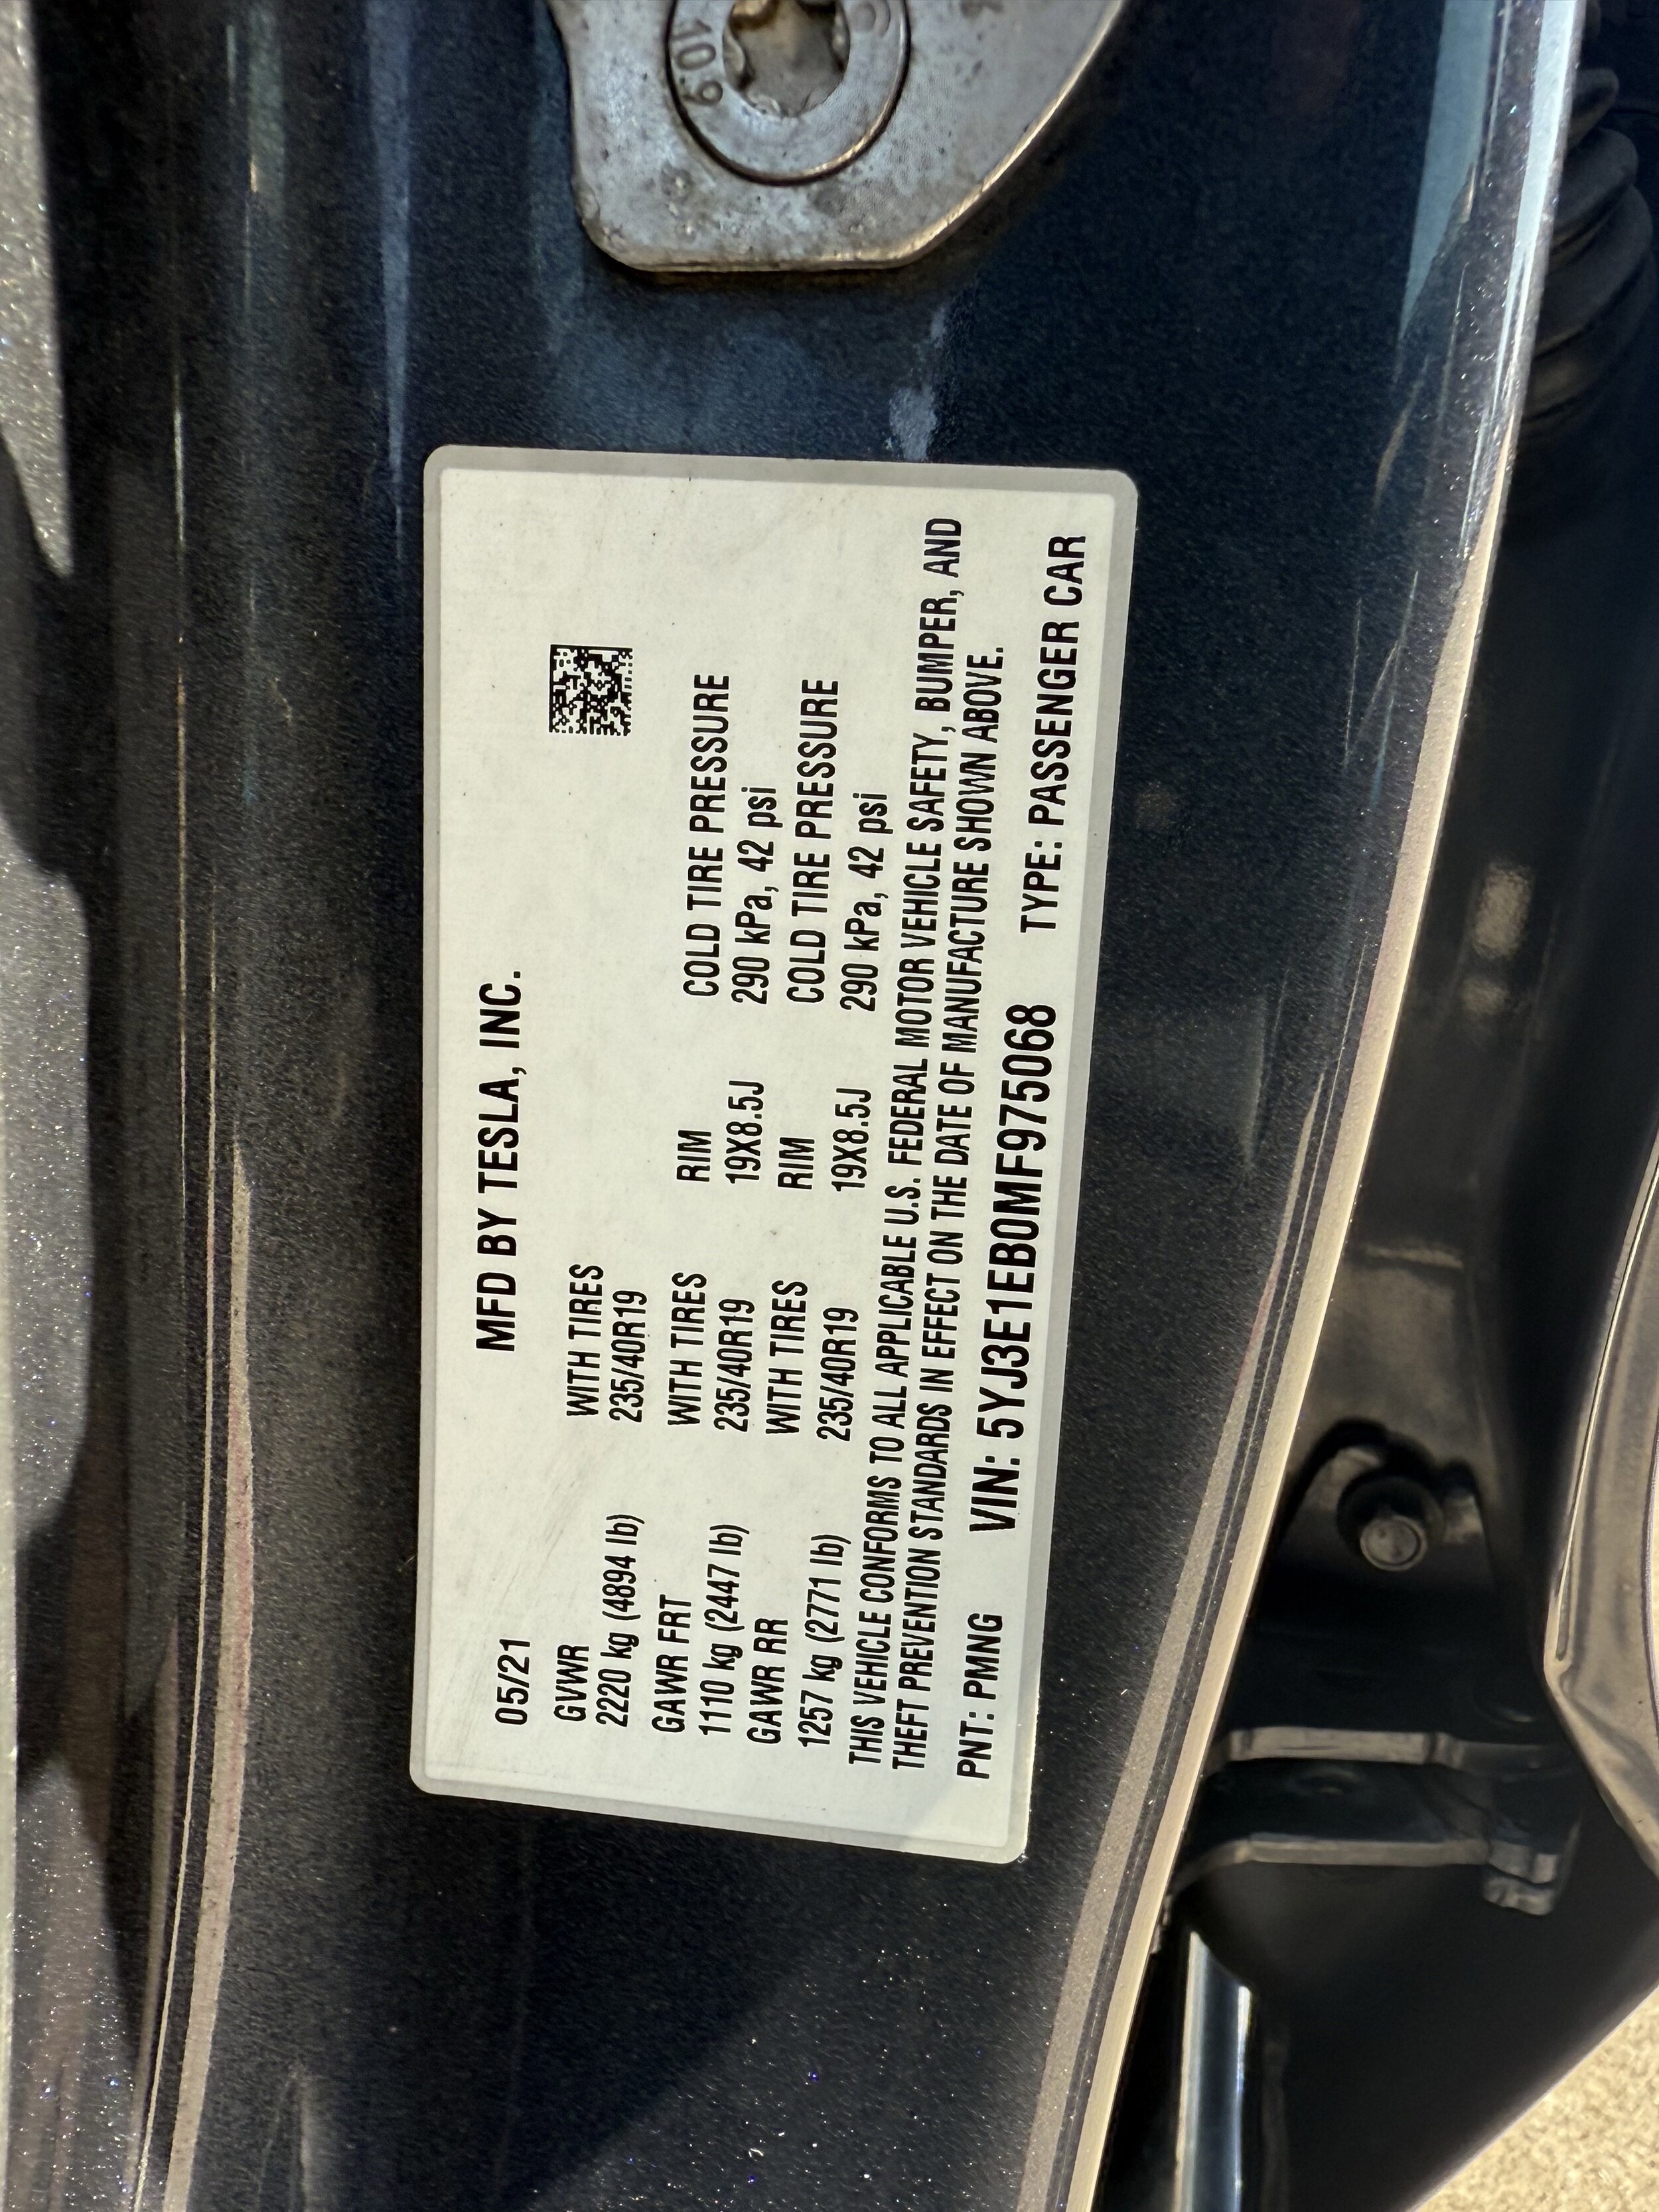 10.9
05/21 MFD BY TESLA, INC.
GVWR WITH TIRES
2220 kg (4894 lb) 235/40R19
GAWR FRT WITH TIRES RIM COLD TIRE PRESSURE
1110 kg (2447 lb) 235/40R19 19X8.5J 290 kPa, 42 psi
GAWR RR WITH TIRES RIM COLD TIRE PRESSURE
1257 kg (2771 lb) 235/40R19 19X8.5J 290 kPa, 42 psi
THIS VEHICLE CONFORMS TO ALL APPLICABLE U.S. FEDERAL MOTOR VEHICLE SAFETY, BUMPER, AND
THEFT PREVENTION STANDARDS IN EFFECT ON THE DATE OF MANUFACTURE SHOWN ABOVE.
PNT: PMNG VIN: 5YJ3E1EB0MF975068 TYPE: PASSENGER CAR